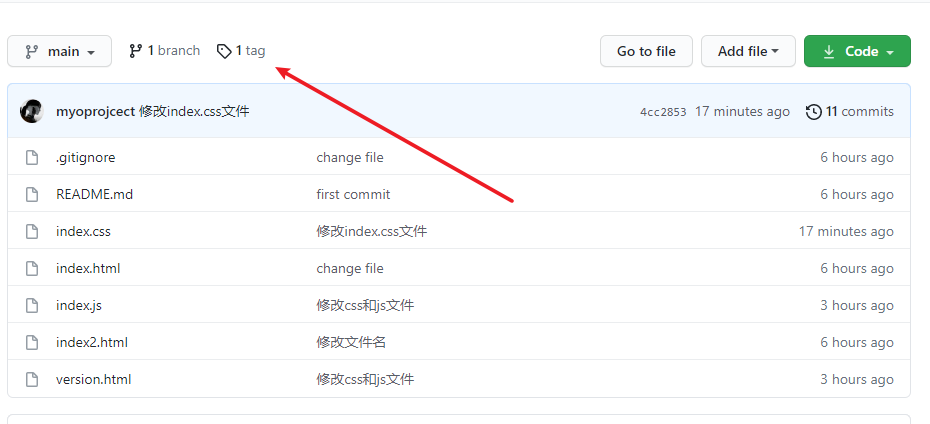 main 1 branch 1 tag Go to file Add file Code
myoprojcect 修改index.css文件 4cc2853 17 minutes ago 11 commits
.gitignore change file 6 hours ago
README.md first commit 6 hours ago
index.css 修改index.css文件 17 minutes ago
index.html change file 6 hours ago
index.js 修改css和js文件 3 hours ago
index2.html 修改文件名 6 hours ago
version.html 修改css和js文件 3 hours ago